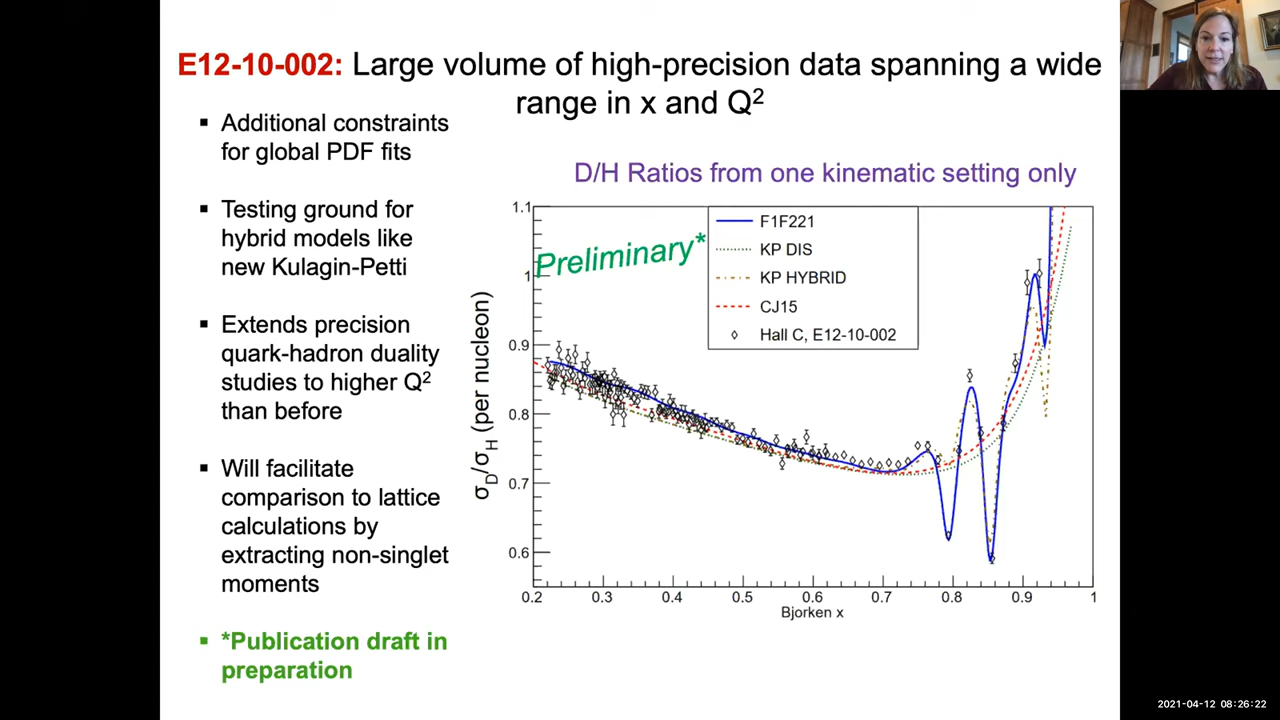 E12-10-002: Large volume of high-precision data spanning a wide
range in x and Q²
▪ Additional constraints
for global PDF fits
▪ Testing ground for
hybrid models like
new Kulagin-Petti
▪ Extends precision
quark-hadron duality
studies to higher Q²
than before
▪ Will facilitate
comparison to lattice
calculations by
extracting non-singlet
moments
▪ *Publication draft in
preparation
D/H Ratios from one kinematic setting only
Preliminary*
F1F221
KP DIS
KP HYBRID
CJ15
Hall C, E12-10-002
σD/σH (per nucleon)
1.1
1
0.9
0.8
0.7
0.6
0.2 0.3 0.4 0.5 0.6 0.7 0.8 0.9 1
Bjorken x
2021-04-12 08:26:22